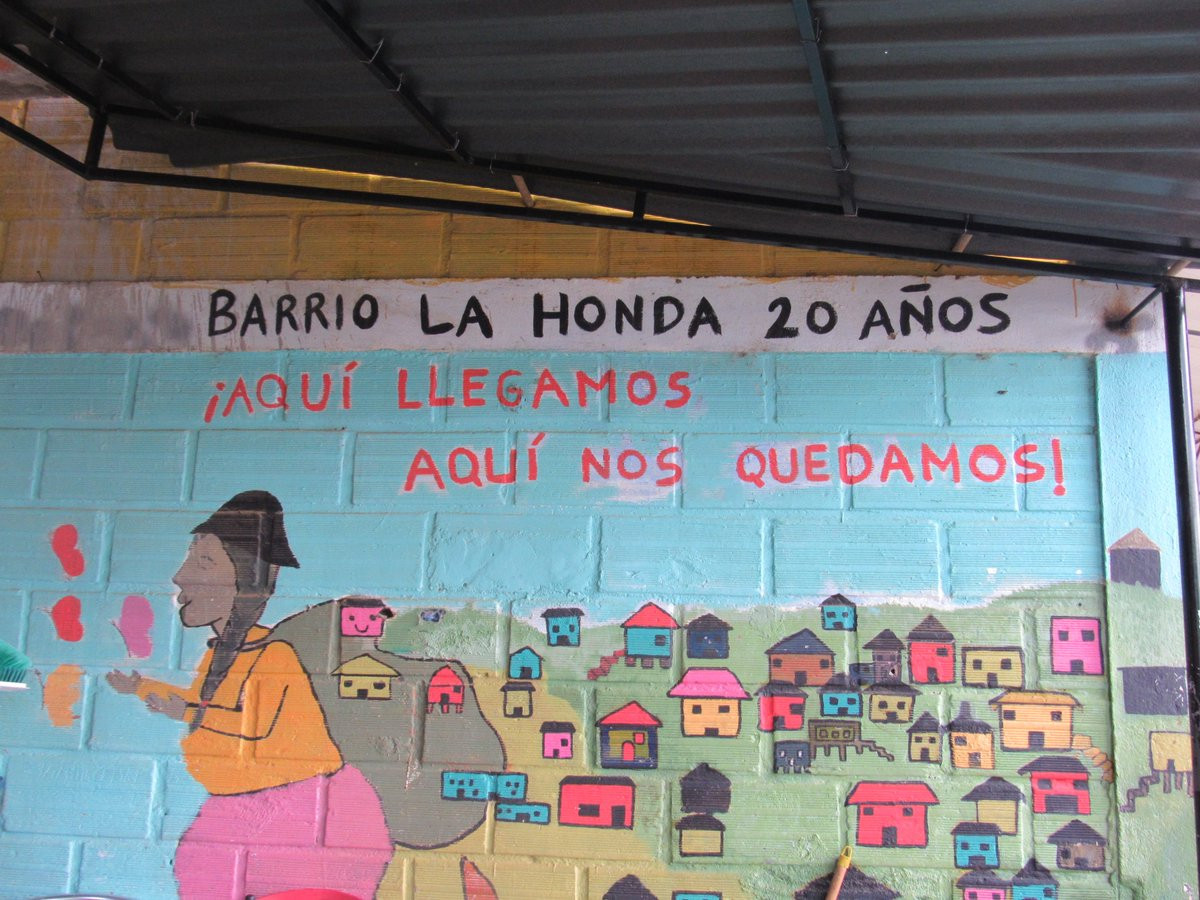 BARRIO LA HONDA 20 AÑOS
¡AQUÍ LLEGAMOS
AQUÍ NOS QUEDAMOS!